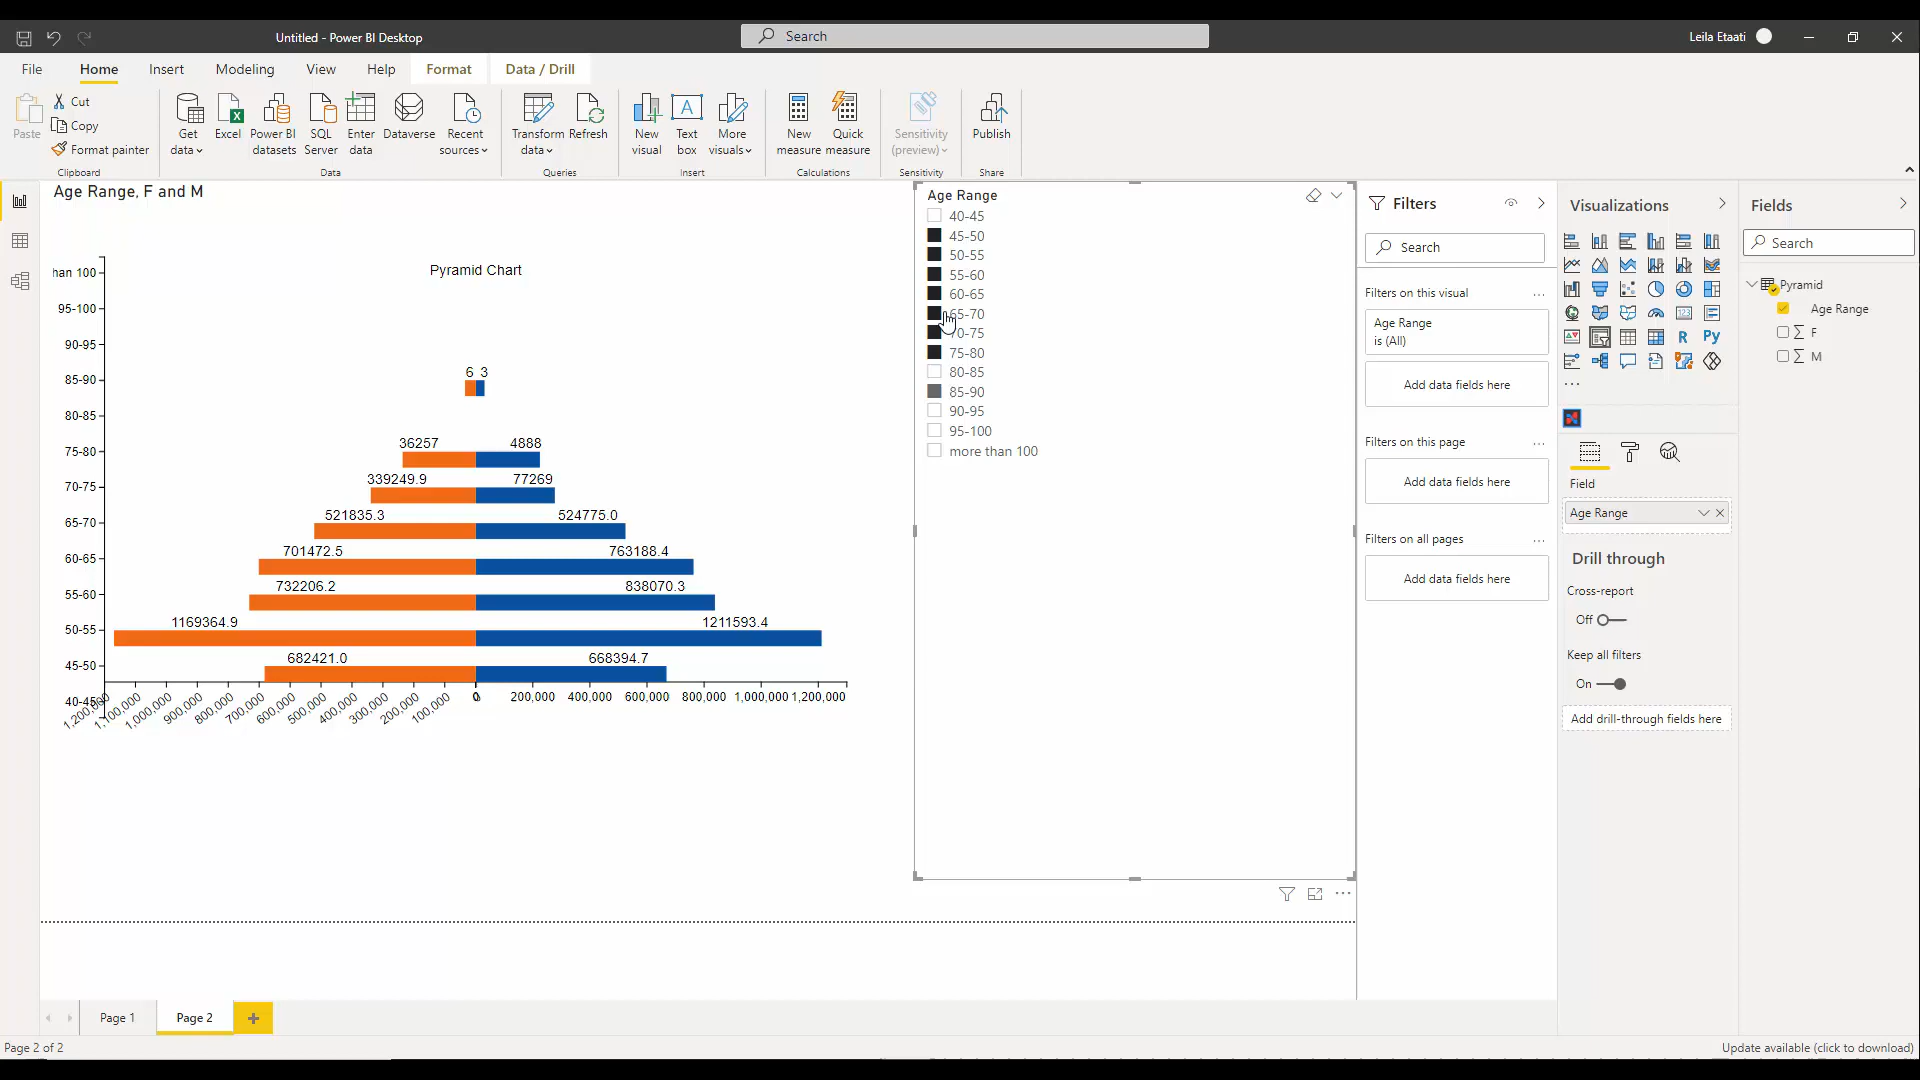 Untitled - Power BI Desktop
Search
Leila Etaati
File
Home
Insert
Modeling
View
Help
Format
Data / Drill
Paste
Cut
Copy
Format painter
Clipboard
Get data
Excel
Power BI datasets
SQL Server
Enter data
Dataverse
Recent sources
Data
Transform data
Refresh
Queries
New visual
Text box
More visuals
Insert
New measure
Quick measure
Calculations
Sensitivity (preview)
Sensitivity
Publish
Share
Age Range, F and M
Pyramid Chart
han 100
95-100
90-95
85-90
80-85
75-80
70-75
65-70
60-65
55-60
50-55
45-50
40-45
6 3
36257 4888
339249.9 77269
521835.3 524775.0
701472.5 763188.4
732206.2 838070.3
1169364.9 1211593.4
682421.0 668394.7
1,200,000
1,100,000
1,000,000
900,000
800,000
700,000
600,000
500,000
400,000
300,000
200,000
100,000
0
200,000
400,000
600,000
800,000
1,000,000
1,200,000
Age Range
40-45
45-50
50-55
55-60
60-65
65-70
70-75
75-80
80-85
85-90
90-95
95-100
more than 100
Filters
Search
Filters on this visual
...
Age Range
is (All)
Add data fields here
Filters on this page
...
Add data fields here
Filters on all pages
...
Add data fields here
Visualizations
R
Py
...
Field
Age Range
Drill through
Cross-report
Off
Keep all filters
On
Add drill-through fields here
Fields
Search
Pyramid
Age Range
F
M
Page 1
Page 2
Page 2 of 2
Update available (click to download)